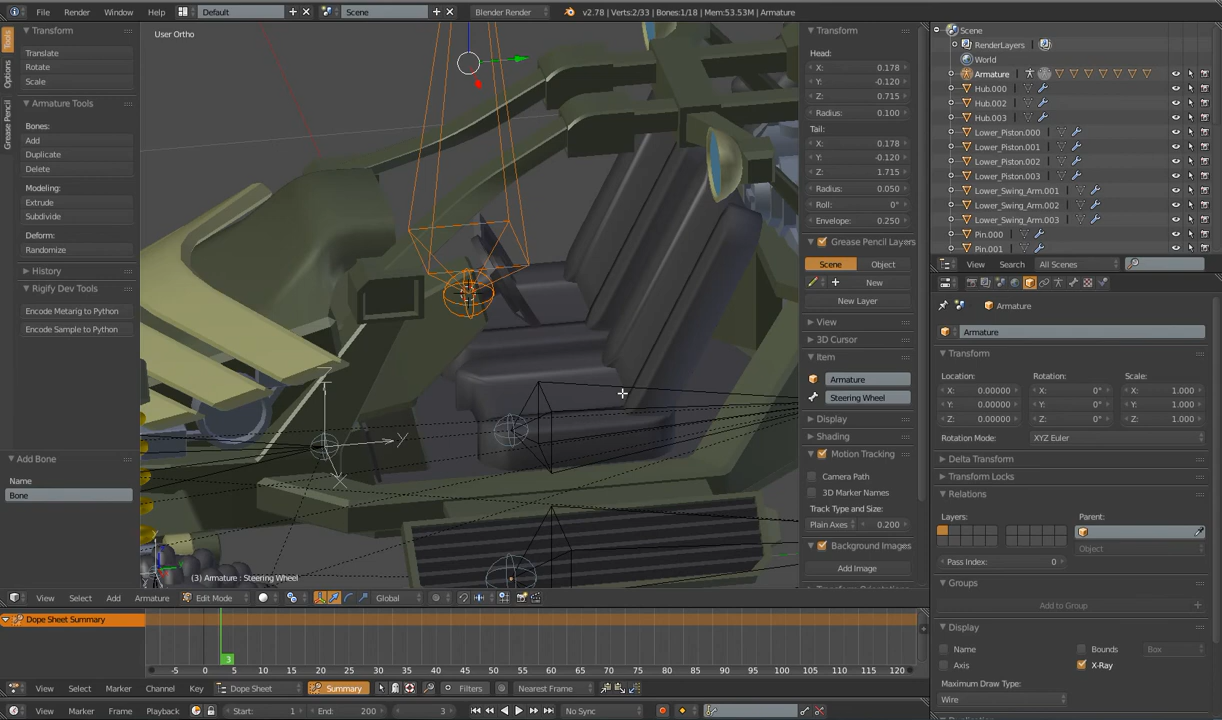 File Render Window Help Default Scene Blender Render v2.78 | Verts:2/33 | Bones:1/18 | Mem:53.53M | Armature
Tools
Options
Grease Pencil
Transform
Translate
Rotate
Scale
Armature Tools
Bones:
Add
Duplicate
Delete
Modeling:
Extrude
Subdivide
Deform:
Randomize
History
Rigify Dev Tools
Encode Metarig to Python
Encode Sample to Python
Add Bone
Name
Bone
User Ortho
Y
(3) Armature : Steering Wheel
Transform
Head:
X: 0.178
Y: -0.120
Z: 0.715
Radius: 0.100
Tail:
X: 0.178
Y: -0.120
Z: 1.715
Radius: 0.050
Roll: 0°
Envelope: 0.250
Grease Pencil Layers
Scene Object
New
New Layer
View
3D Cursor
Item
Armature
Steering Wheel
Display
Shading
Motion Tracking
Camera Path
3D Marker Names
Track Type and Size:
Plain Axes 0.200
Background Images
Add Image
View Select Add Armature Edit Mode Global
Dope Sheet Summary
3
-5 0 5 10 15 20 25 30 35 40 45 50 55 60 65 70 75 80 85 90 95 100 105 110 115 120
View Select Marker Channel Key Dope Sheet Summary Filters Nearest Frame
View Marker Frame Playback Start: 1 End: 200 3 No Sync
Scene
RenderLayers
World
Armature
Hub.000
Hub.002
Hub.003
Lower_Piston.000
Lower_Piston.001
Lower_Piston.002
Lower_Piston.003
Lower_Swing_Arm.001
Lower_Swing_Arm.002
Lower_Swing_Arm.003
Pin.000
Pin.001
View Search All Scenes
Armature
Armature
Transform
Location: Rotation: Scale:
X: 0.00000 X: 0° X: 1.000
Y: 0.00000 Y: 0° Y: 1.000
Z: 0.00000 Z: 0° Z: 1.000
Rotation Mode: XYZ Euler
Delta Transform
Transform Locks
Relations
Layers: Parent:
Object
Pass Index: 0
Groups
Add to Group
Display
Name Bounds Box
Axis X-Ray
Maximum Draw Type:
Wire